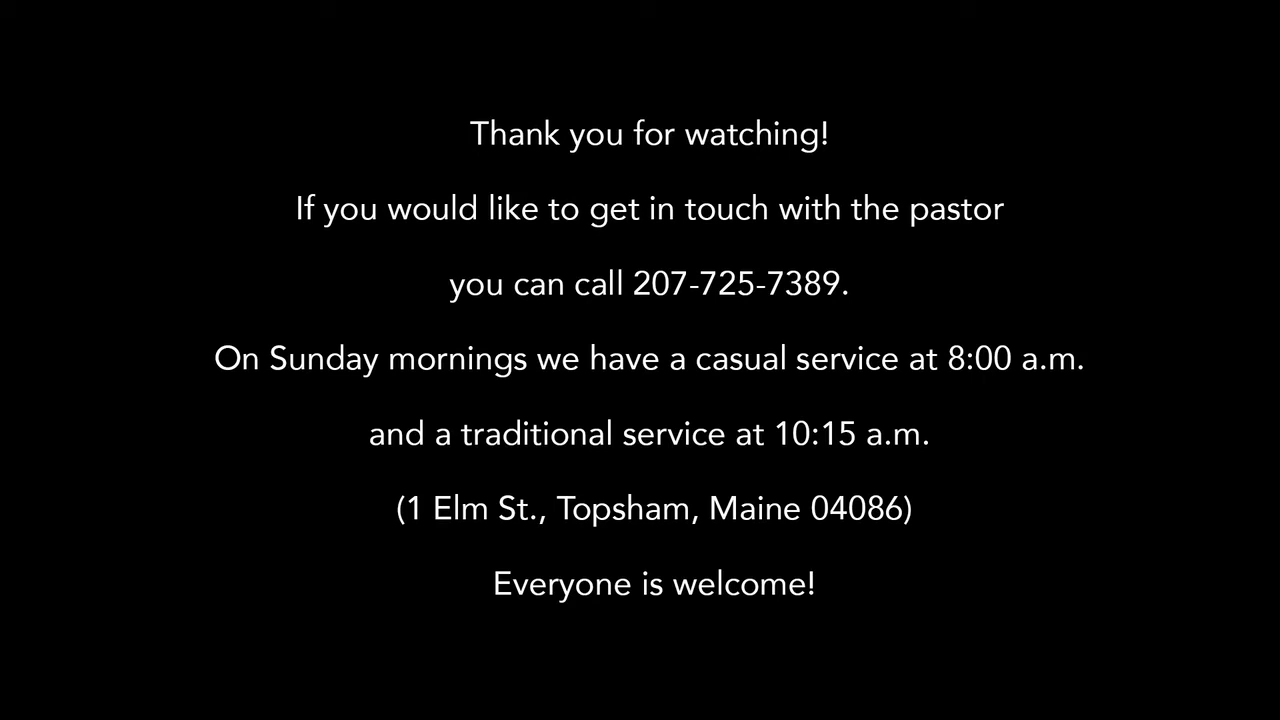 Thank you for watching!
If you would like to get in touch with the pastor
you can call 207-725-7389.
On Sunday mornings we have a casual service at 8:00 a.m.
and a traditional service at 10:15 a.m.
(1 Elm St., Topsham, Maine 04086)
Everyone is welcome!